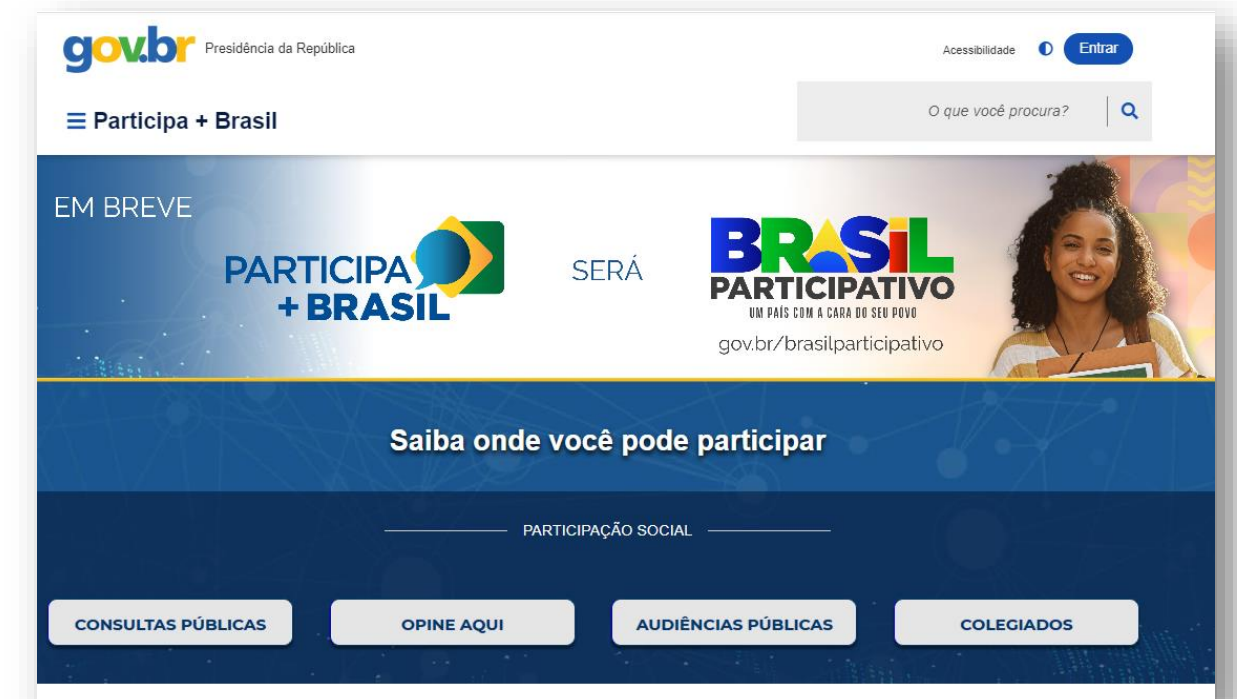 gov.br Presidência da República
Acessibilidade Entrar
Participa + Brasil
O que você procura?
EM BREVE
PARTICIPA
+ BRASIL
SERÁ
BRASIL
PARTICIPATIVO
UM PAÍS COM A CARA DO SEU POVO
gov.br/brasilparticipativo
Saiba onde você pode participar
PARTICIPAÇÃO SOCIAL
CONSULTAS PÚBLICAS
OPINE AQUI
AUDIÊNCIAS PÚBLICAS
COLEGIADOS